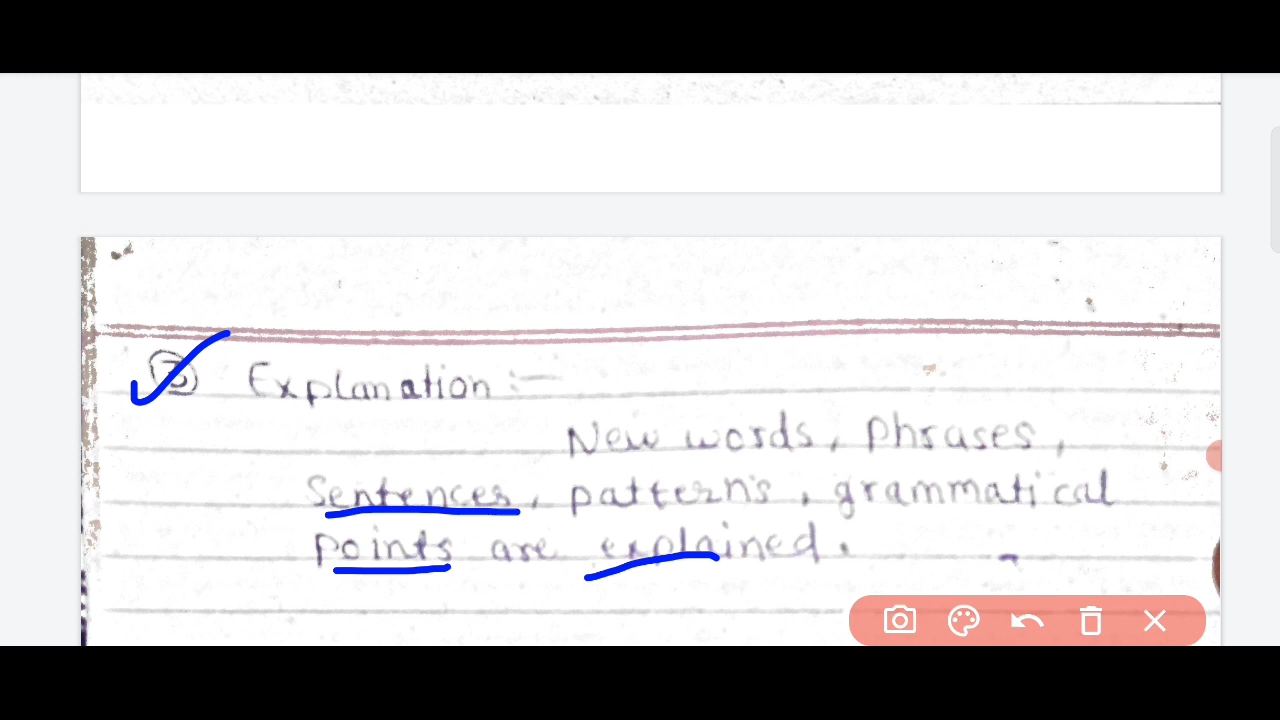 Explanation :-
New words, Phrases,
Sentences, patterns, grammatical
points are explained.